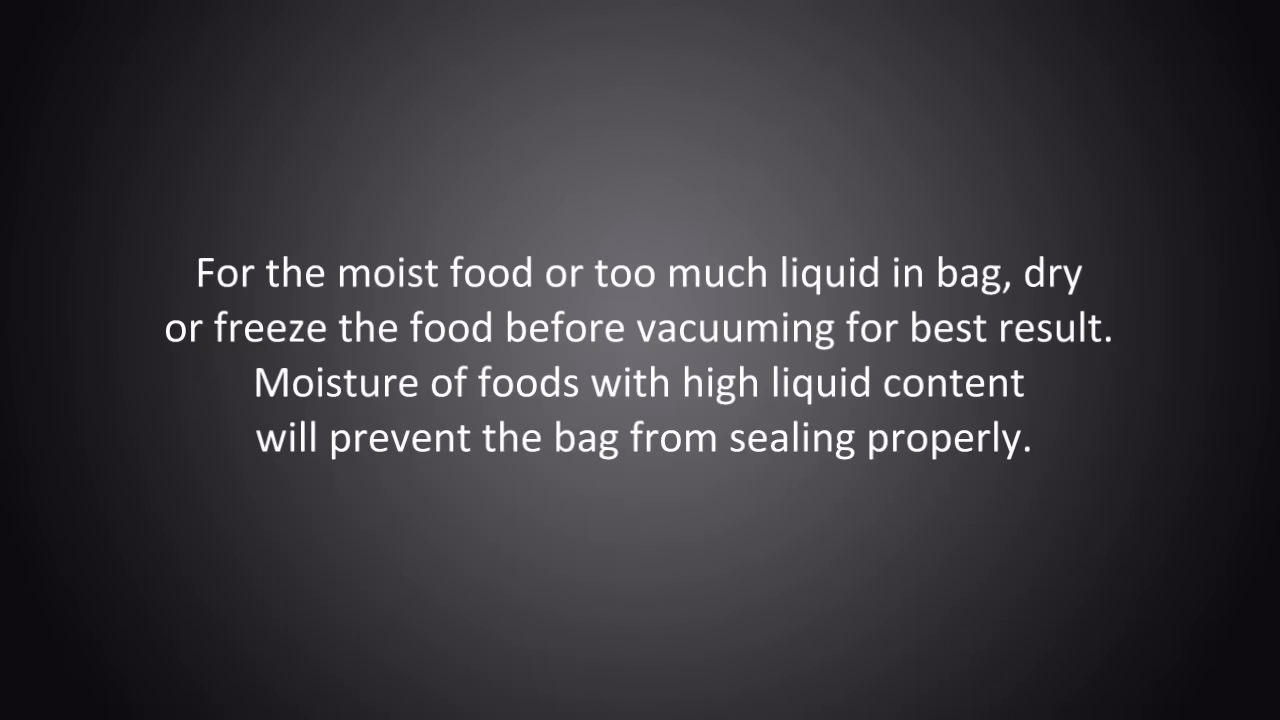 For the moist food or too much liquid in bag, dry
or freeze the food before vacuuming for best result.
Moisture of foods with high liquid content
will prevent the bag from sealing properly.